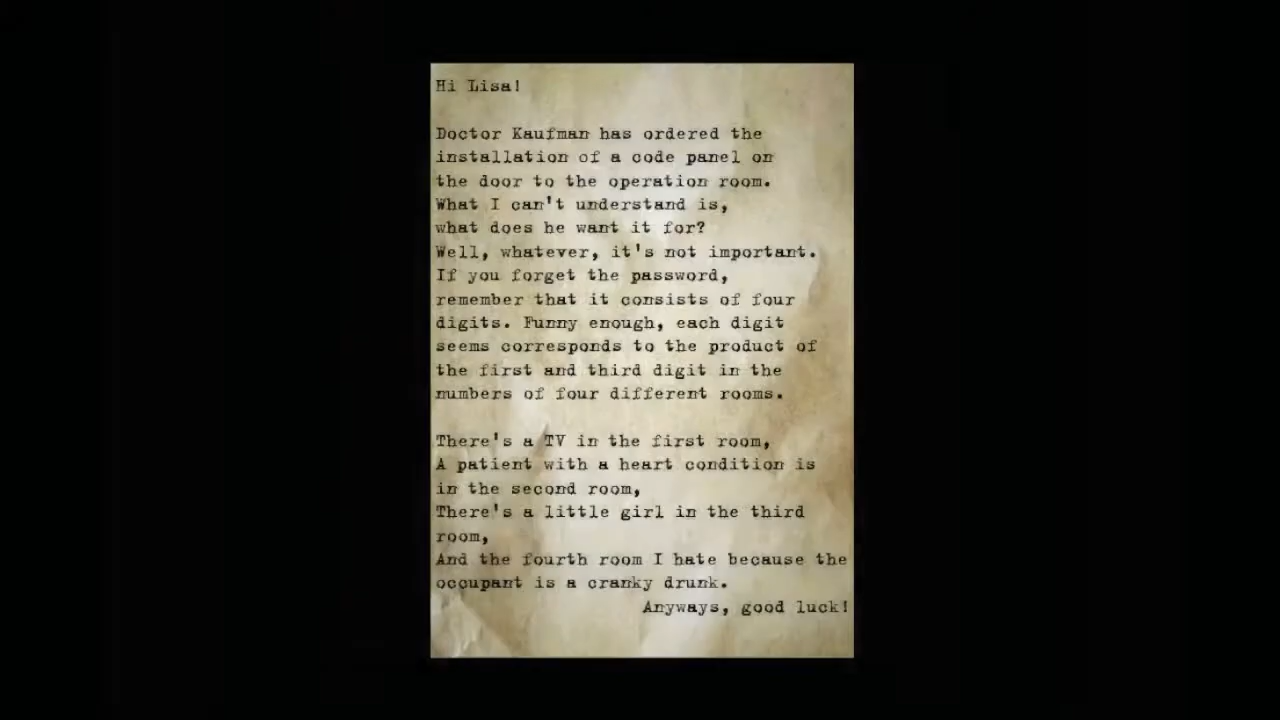 Hi Lisa!
Doctor Kaufman has ordered the
installation of a code panel on
the door to the operation room.
What I can't understand is,
what does he want it for?
Well, whatever, it's not important.
If you forget the password,
remember that it consists of four
digits. Funny enough, each digit
seems corresponds to the product of
the first and third digit in the
numbers of four different rooms.
There's a TV in the first room,
A patient with a heart condition is
in the second room,
There's a little girl in the third
room,
And the fourth room I hate because the
occupant is a cranky drunk.
Anyways, good luck!